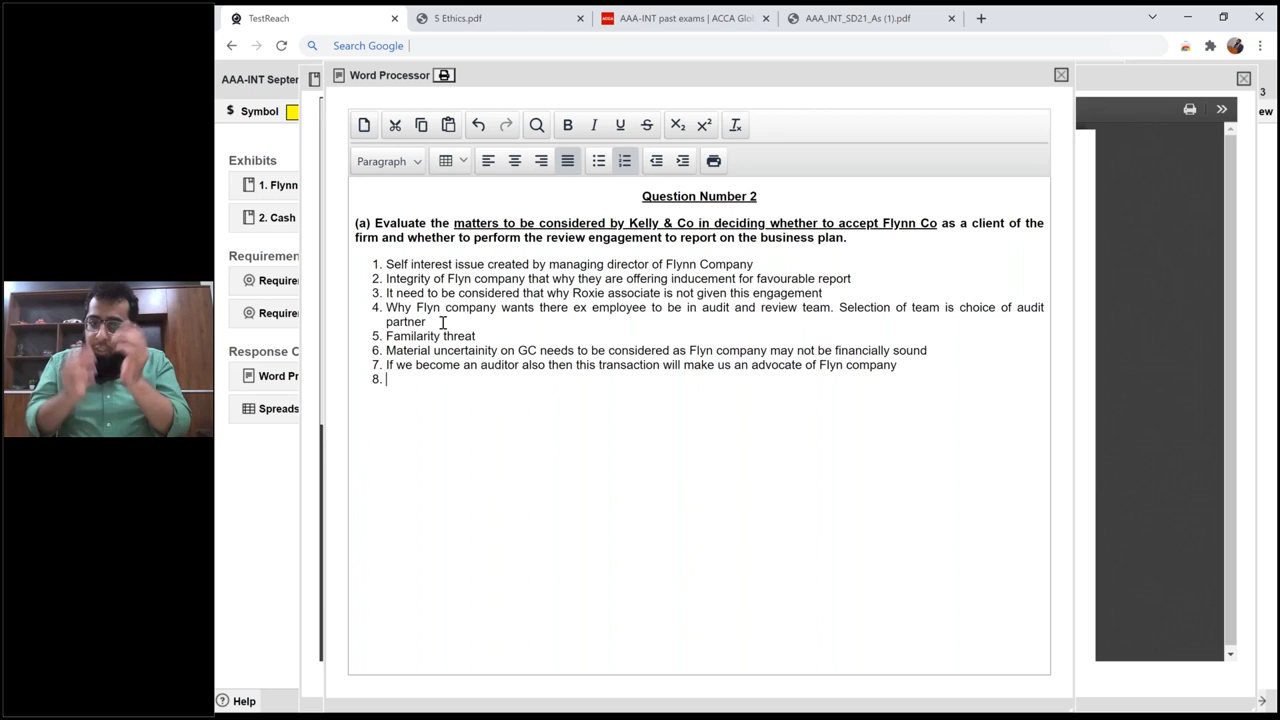 TestReach
5 Ethics.pdf
AAA-INT past exams | ACCA Glo
AAA_INT_SD21_As (1).pdf
Search Google
AAA-INT Septem
Word Processor
3
$ Symbol
ew
Paragraph
Exhibits
1. Flynn
2. Cash
Requiremen
Require
Require
Response O
Word Pr
Spreads
Question Number 2
(a) Evaluate the matters to be considered by Kelly & Co in deciding whether to accept Flynn Co as a client of the
firm and whether to perform the review engagement to report on the business plan.
1. Self interest issue created by managing director of Flynn Company
2. Integrity of Flyn company that why they are offering inducement for favourable report
3. It need to be considered that why Roxie associate is not given this engagement
4. Why Flyn company wants there ex employee to be in audit and review team. Selection of team is choice of audit
partner
5. Familarity threat
6. Material uncertainity on GC needs to be considered as Flyn company may not be financially sound
7. If we become an auditor also then this transaction will make us an advocate of Flyn company
8.
Help